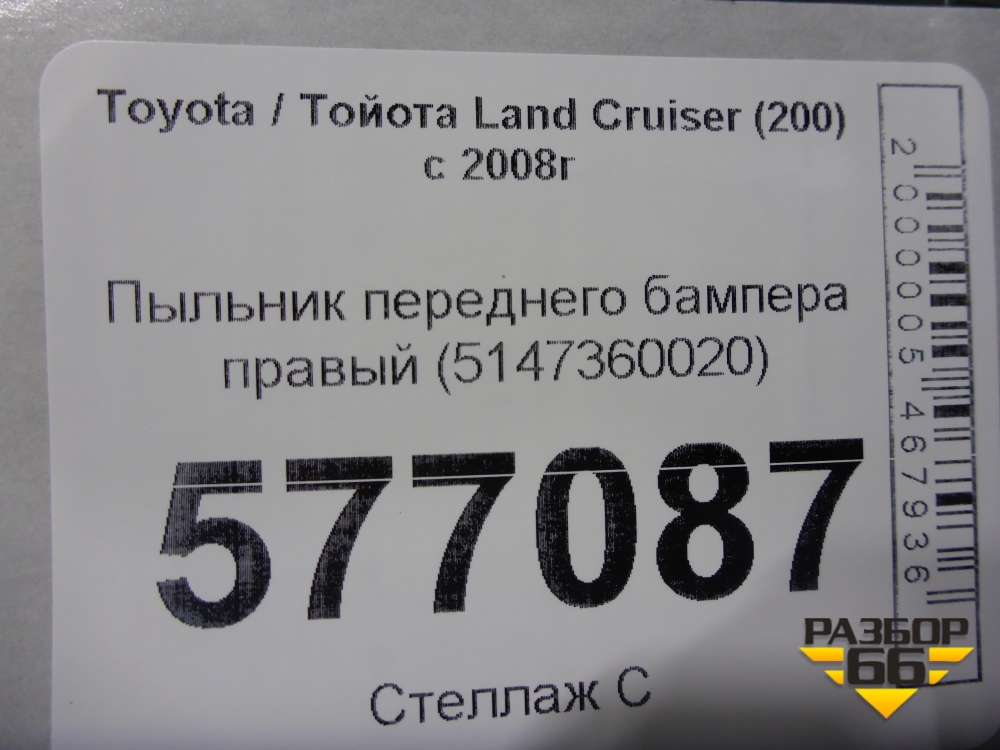 Toyota / Тойота Land Cruiser (200)
с 2008г
Пыльник переднего бампера
правый (5147360020)
577087
Стеллаж С
2000005467936
РАЗБОР
66